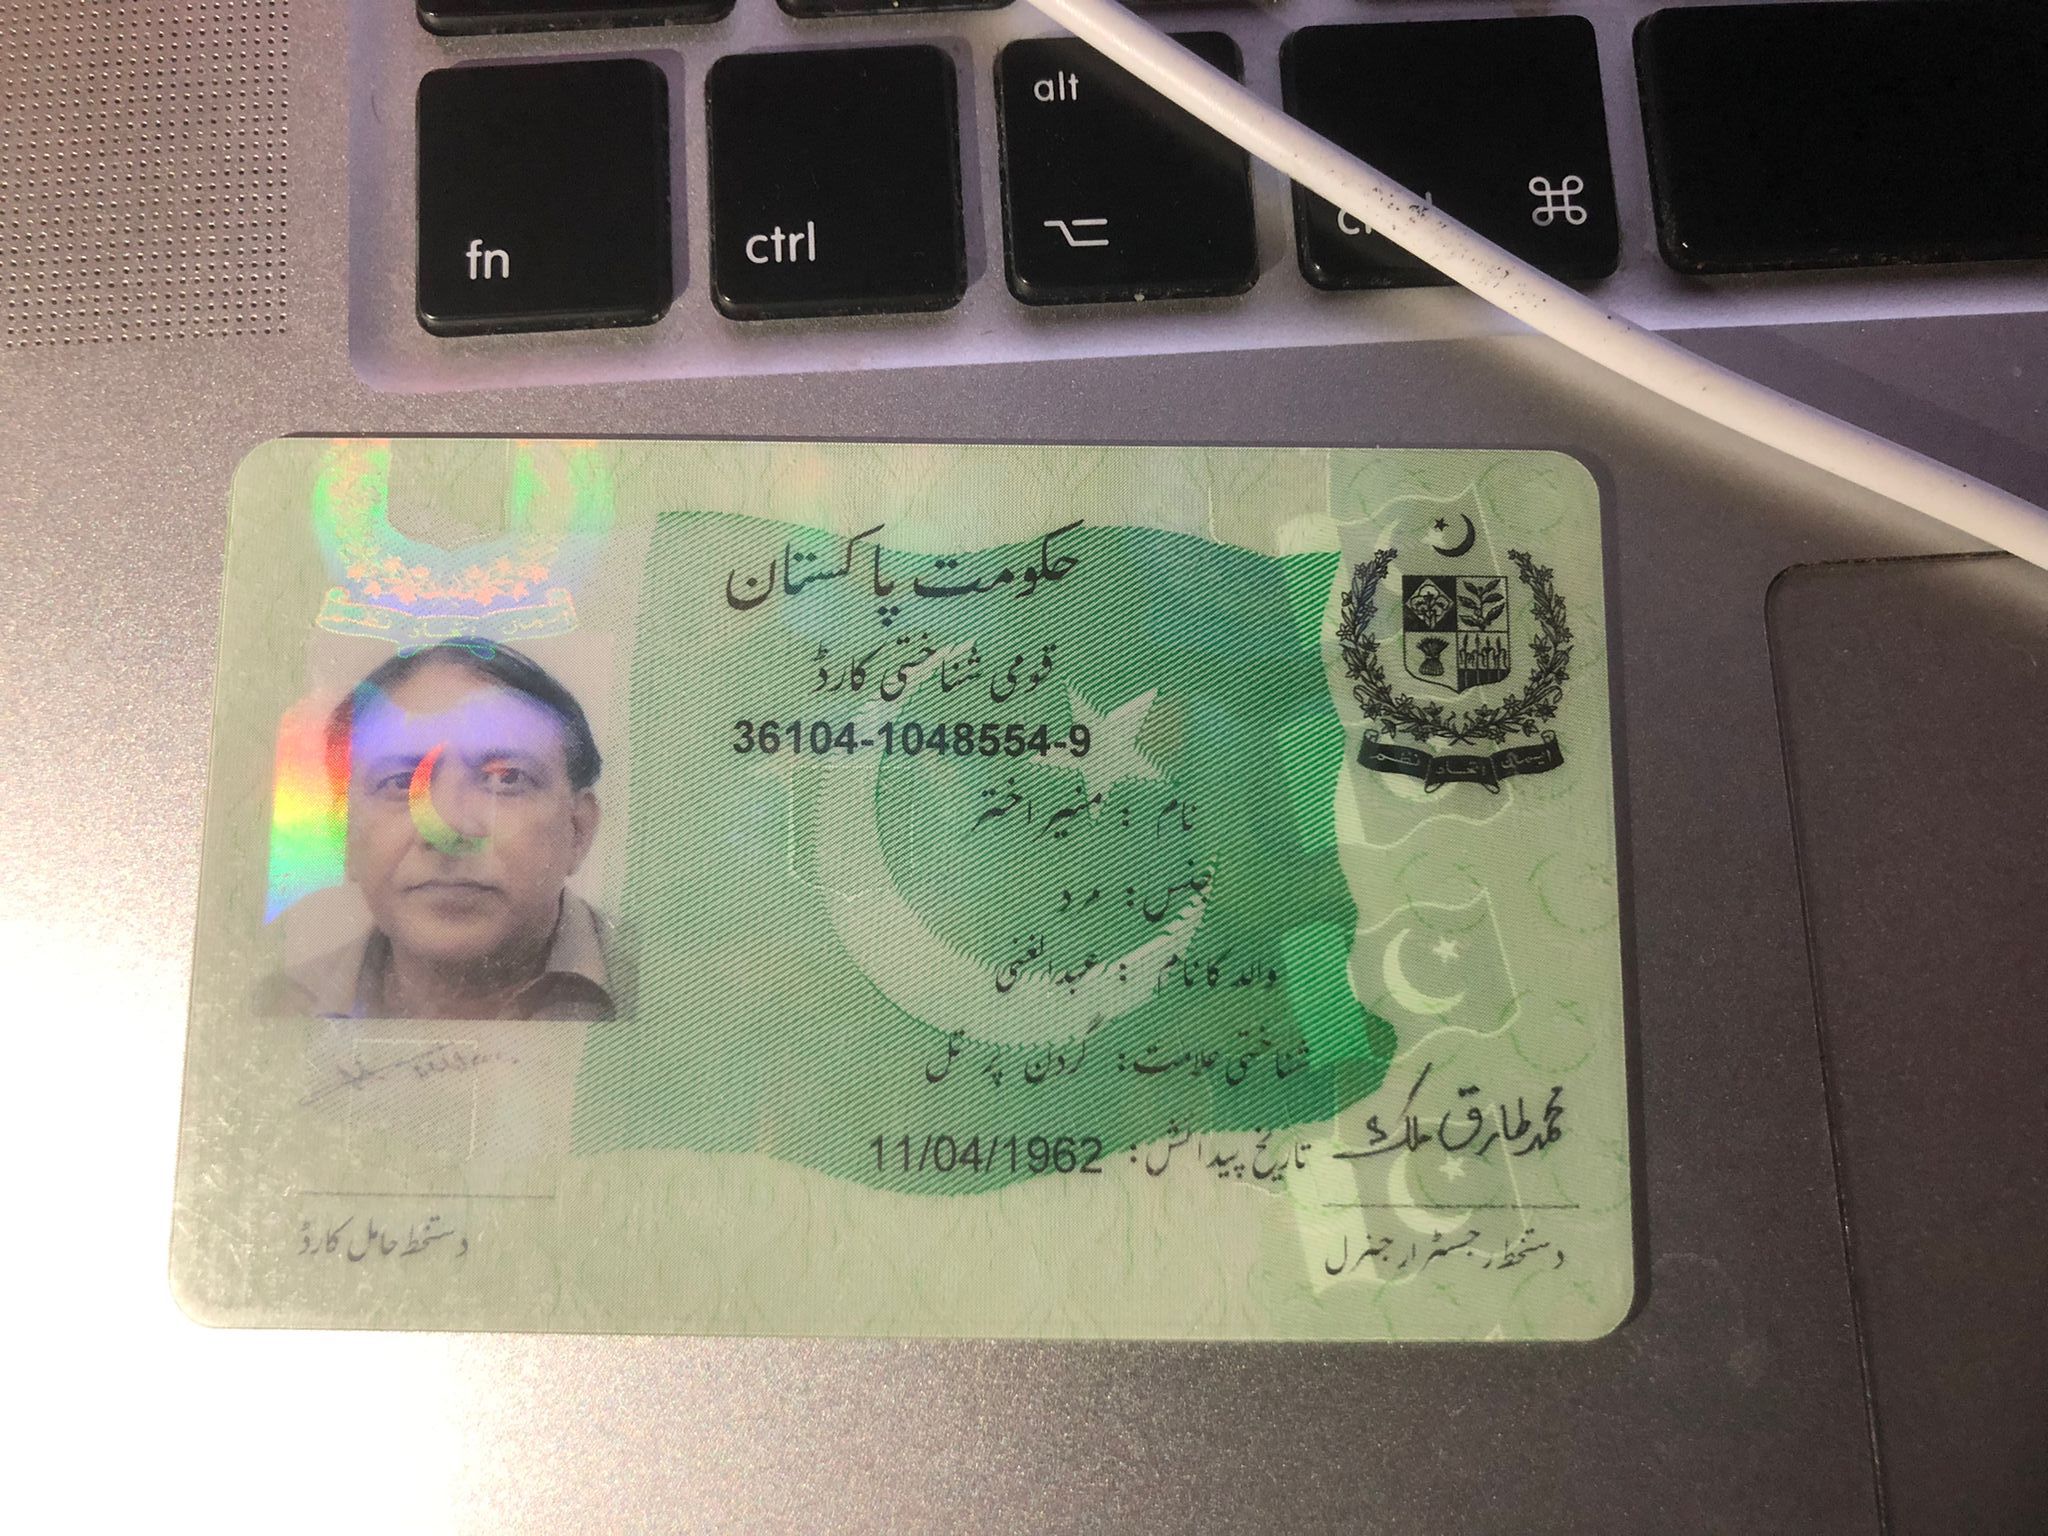 alt
fn
ctrl
⌥
⌘
حکومت پاکستان
قومی شناختی کارڈ
36104-1048554-9
نام : منیر اختر
جنس: مرد
والد کا نام : عبدالغنی
شناختی علامت: گردن پر تل
تاریخ پیدائش: 11/04/1962
محمد طارق ملک
دستخط حامل کارڈ
دستخط رجسٹرار جنرل
ایمان اتحاد نظم